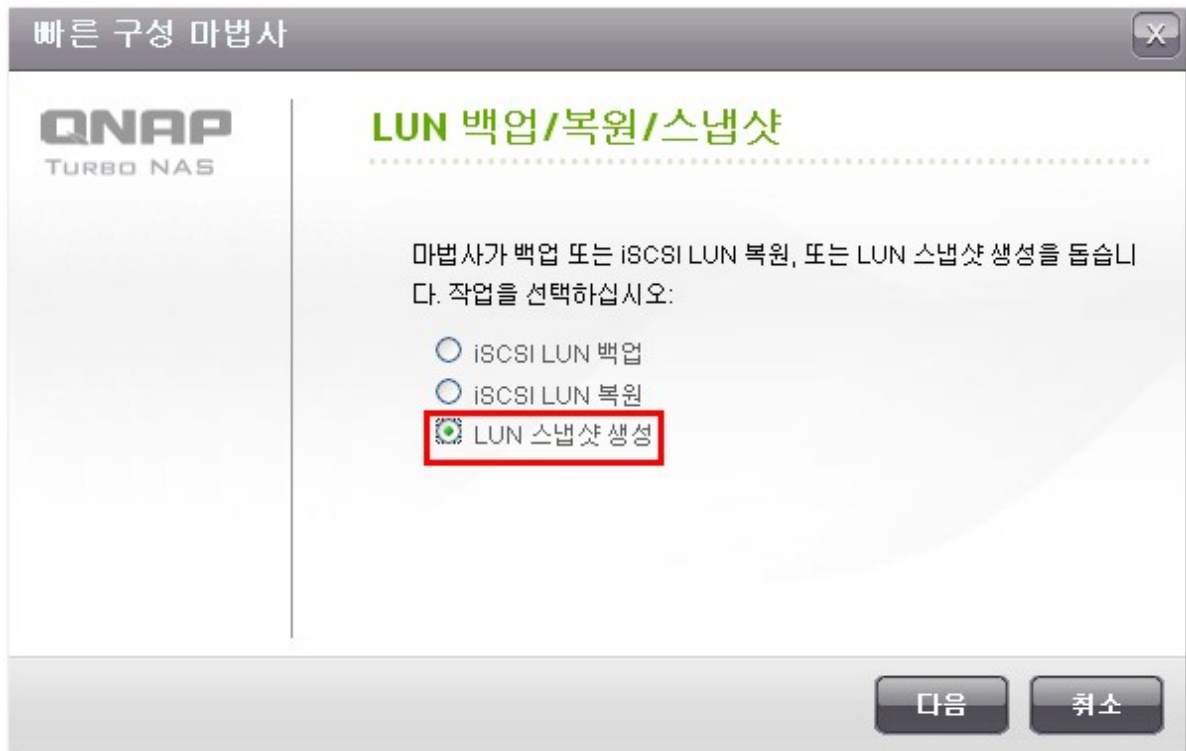 빠른 구성 마법사
X
QNAP
TURBO NAS
LUN 백업/복원/스냅샷
마법사가 백업 또는 iSCSI LUN 복원, 또는 LUN 스냅샷 생성을 돕습니
다. 작업을 선택하십시오:
iSCSI LUN 백업
iSCSI LUN 복원
LUN 스냅샷 생성
다음
취소